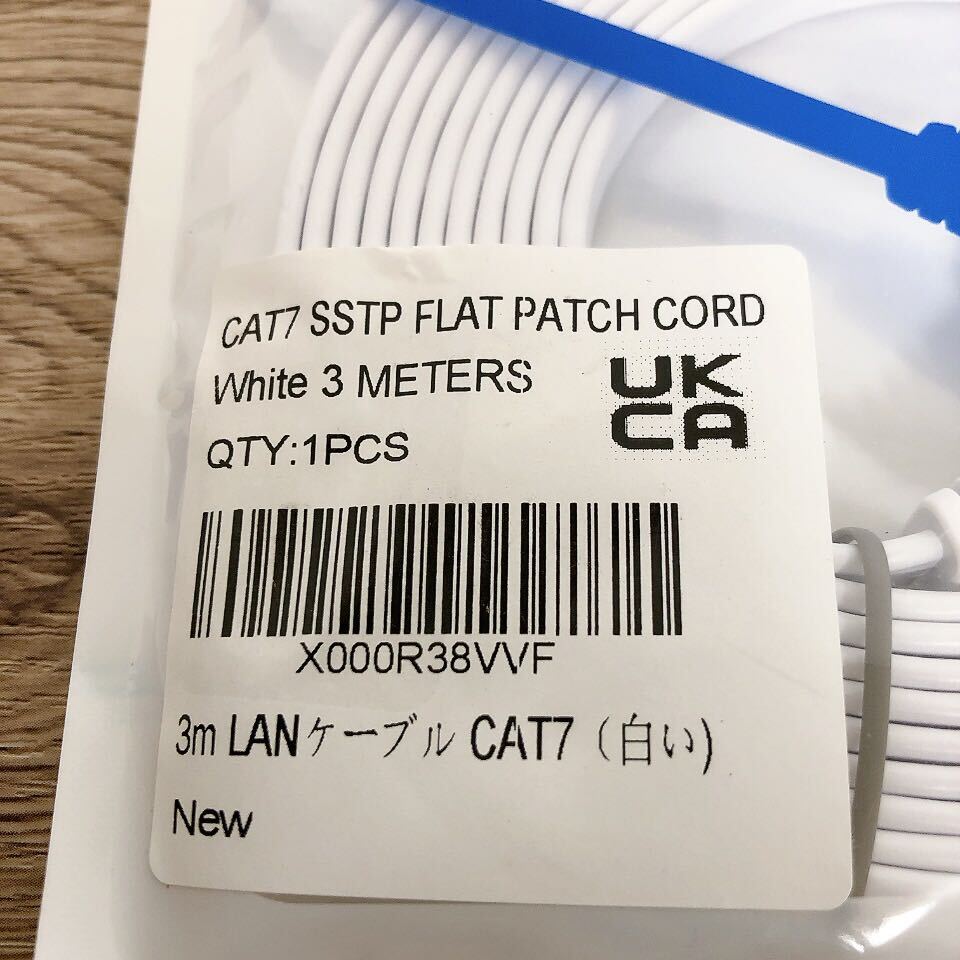 CAT7 SSTP FLAT PATCH CORD
White 3 METERS
UK
CA
QTY:1PCS
X000R38VVF
3m LANケーブル CAT7（白い)
New